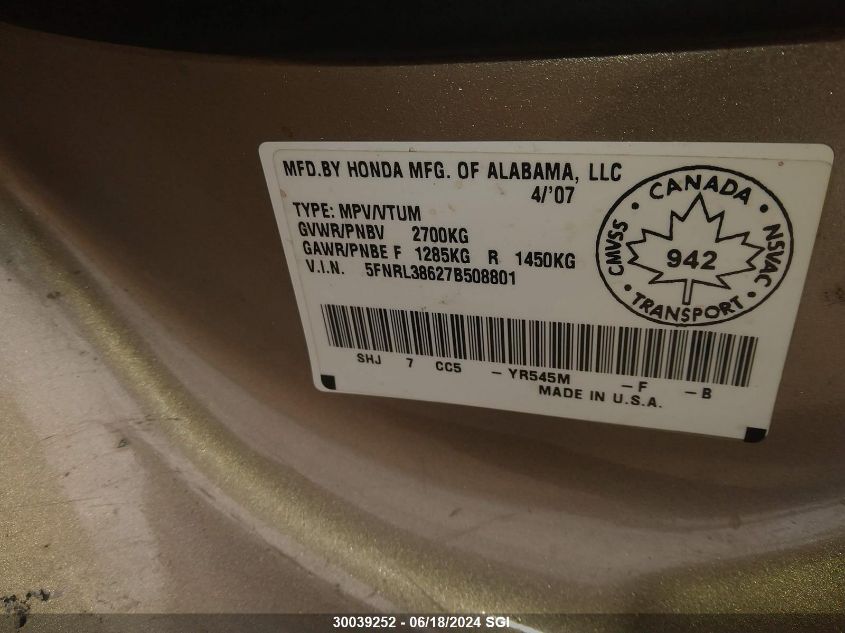 MFD.BY HONDA MFG. OF ALABAMA, LLC
4/'07
TYPE: MPV/VTUM
GVWR/PNBV 2700KG
GAWR/PNBE F 1285KG R 1450KG
V.I.N. 5FNRL38627B508801
CANADA
CMVSS
942
NSVAC
TRANSPORT
SHJ 7 CC5 - YR545M - F - B
MADE IN U.S.A.
30039252 - 06/18/2024 SGI